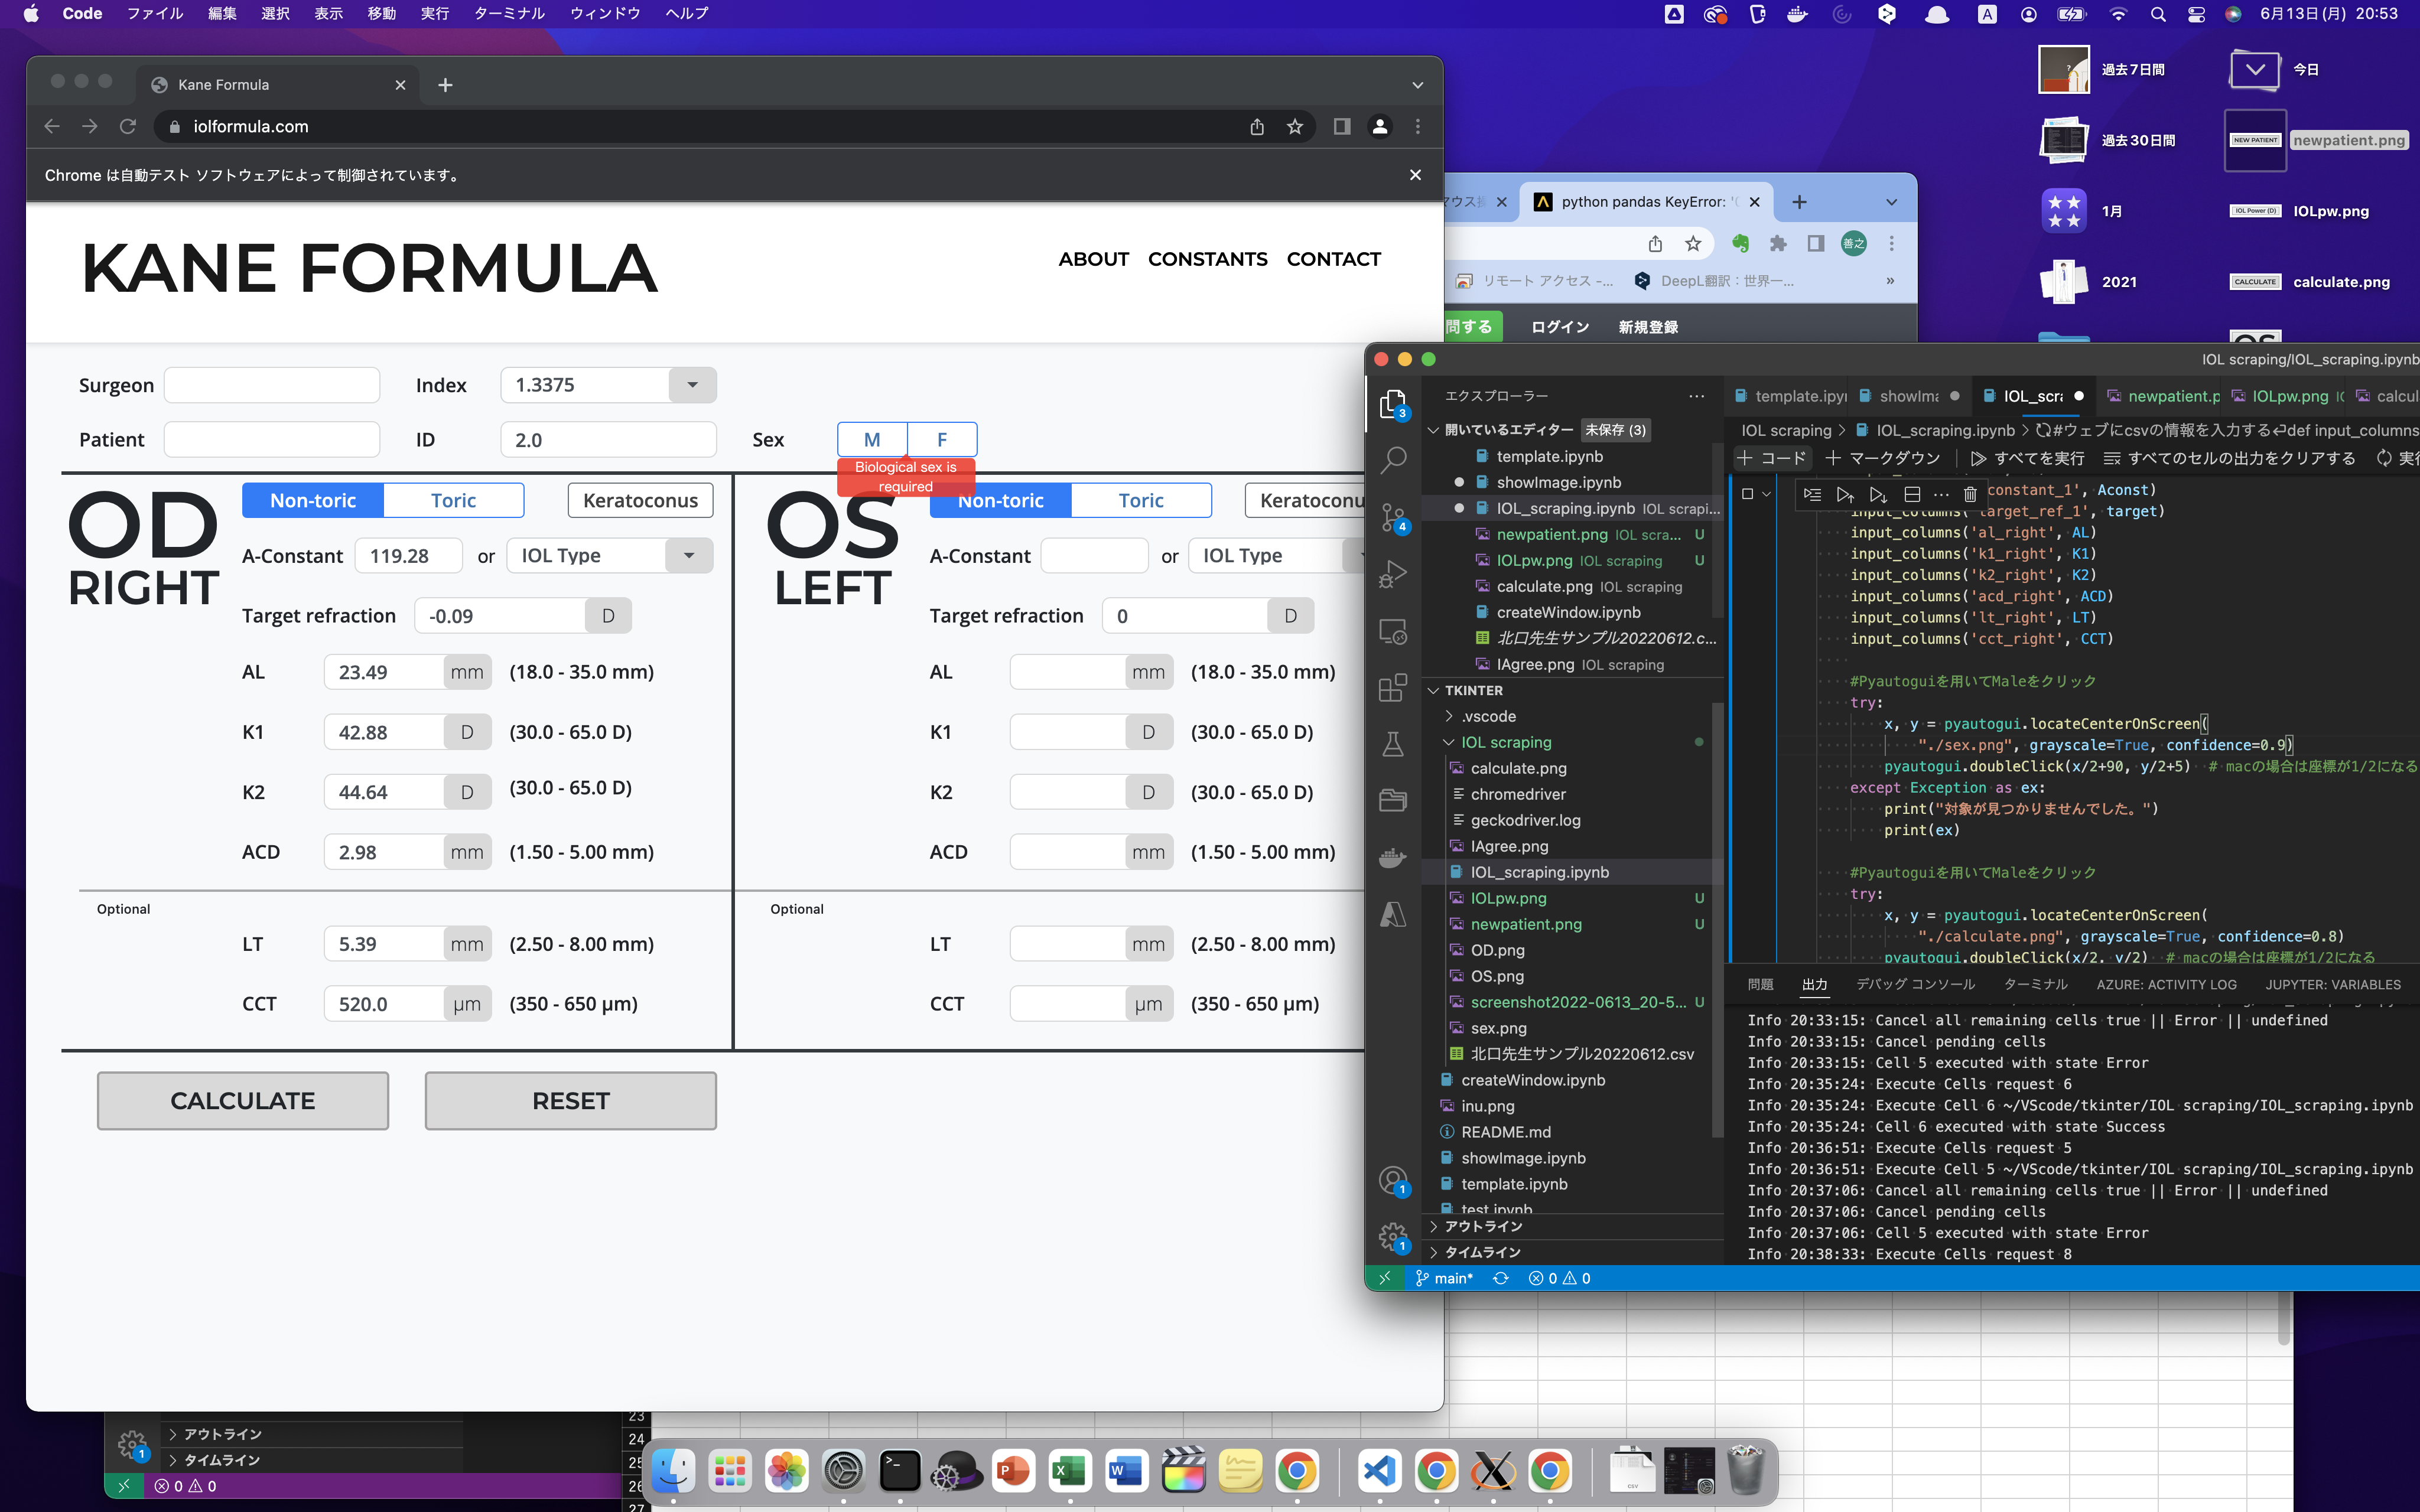 Code ファイル 編集 選択 表示 移動 実行 ターミナル ウィンドウ ヘルプ
A 6月13日(月) 20:53
過去7日間 今日
過去30日間 NEW PATIENT newpatient.png
1月 IOL Power (D) IOLpw.png
2021 CALCULATE calculate.png
Kane Formula
iolformula.com
Chrome は自動テスト ソフトウェアによって制御されています。
KANE FORMULA
ABOUT CONSTANTS CONTACT
Surgeon Index 1.3375
Patient ID 2.0 Sex M F
Biological sex is
required
OD
RIGHT
Non-toric Toric Keratoconus
A-Constant 119.28 or IOL Type
Target refraction -0.09 D
AL 23.49 mm (18.0 - 35.0 mm)
K1 42.88 D (30.0 - 65.0 D)
K2 44.64 D (30.0 - 65.0 D)
ACD 2.98 mm (1.50 - 5.00 mm)
Optional
LT 5.39 mm (2.50 - 8.00 mm)
CCT 520.0 μm (350 - 650 μm)
OS
LEFT
Non-toric Toric Keratoconu
A-Constant or IOL Type
Target refraction 0 D
AL mm (18.0 - 35.0 mm)
K1 D (30.0 - 65.0 D)
K2 D (30.0 - 65.0 D)
ACD mm (1.50 - 5.00 mm)
Optional
LT mm (2.50 - 8.00 mm)
CCT μm (350 - 650 μm)
CALCULATE RESET
python pandas KeyError: '
善之
リモート アクセス -... DeepL翻訳：世界一... »
問する ログイン 新規登録
IOL scraping/IOL_scraping.ipynb
エクスプローラー
template.ipy showIma IOL_scra newpatient.p IOLpw.png calcul
開いているエディター 未保存 (3)
template.ipynb
showImage.ipynb
IOL_scraping.ipynb IOL scrapi...
newpatient.png IOL scra... U
IOLpw.png IOL scraping U
calculate.png IOL scraping
createWindow.ipynb
北口先生サンプル20220612.c...
IAgree.png IOL scraping
TKINTER
.vscode
IOL scraping
calculate.png
chromedriver
geckodriver.log
IAgree.png
IOL_scraping.ipynb
IOLpw.png U
newpatient.png U
OD.png
OS.png
screenshot2022-0613_20-5... U
sex.png
北口先生サンプル20220612.csv
createWindow.ipynb
inu.png
README.md
showImage.ipynb
template.ipynb
test.ipynb
アウトライン
タイムライン
3
4
1
1
main* 0 0
IOL scraping > IOL_scraping.ipynb > #ウェブにcsvの情報を入力する↩def input_columns
コード マークダウン すべてを実行 すべてのセルの出力をクリアする 実行
constant_1', Aconst)
input_columns('target_ref_1', target)
input_columns('al_right', AL)
input_columns('k1_right', K1)
input_columns('k2_right', K2)
input_columns('acd_right', ACD)
input_columns('lt_right', LT)
input_columns('cct_right', CCT)
#Pyautoguiを用いてMaleをクリック
try:
x, y = pyautogui.locateCenterOnScreen(
"./sex.png", grayscale=True, confidence=0.9)
pyautogui.doubleClick(x/2+90, y/2+5) # macの場合は座標が1/2になる
except Exception as ex:
print("対象が見つかりませんでした。")
print(ex)
#Pyautoguiを用いてMaleをクリック
try:
x, y = pyautogui.locateCenterOnScreen(
"./calculate.png", grayscale=True, confidence=0.8)
pyautogui.doubleClick(x/2, y/2) # macの場合は座標が1/2になる
問題 出力 デバッグ コンソール ターミナル AZURE: ACTIVITY LOG JUPYTER: VARIABLES
Info 20:33:15: Cancel all remaining cells true || Error || undefined
Info 20:33:15: Cancel pending cells
Info 20:33:15: Cell 5 executed with state Error
Info 20:35:24: Execute Cells request 6
Info 20:35:24: Execute Cell 6 ~/VScode/tkinter/IOL scraping/IOL_scraping.ipynb
Info 20:35:24: Cell 6 executed with state Success
Info 20:36:51: Execute Cells request 5
Info 20:36:51: Execute Cell 5 ~/VScode/tkinter/IOL scraping/IOL_scraping.ipynb
Info 20:37:06: Cancel all remaining cells true || Error || undefined
Info 20:37:06: Cancel pending cells
Info 20:37:06: Cell 5 executed with state Error
Info 20:38:33: Execute Cells request 8
アウトライン
タイムライン
1
0 0
23
24
25
26
27